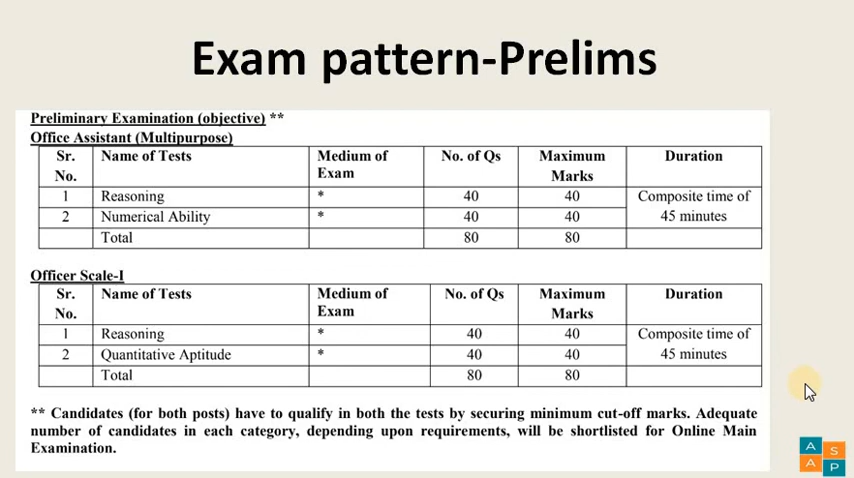 Exam pattern-Prelims
Preliminary Examination (objective) **
Office Assistant (Multipurpose)
Sr. No. Name of Tests Medium of Exam No. of Qs Maximum Marks Duration
1 Reasoning * 40 40 Composite time of 45 minutes
2 Numerical Ability * 40 40
Total 80 80
Officer Scale-I
Sr. No. Name of Tests Medium of Exam No. of Qs Maximum Marks Duration
1 Reasoning * 40 40 Composite time of 45 minutes
2 Quantitative Aptitude * 40 40
Total 80 80
** Candidates (for both posts) have to qualify in both the tests by securing minimum cut-off marks. Adequate
number of candidates in each category, depending upon requirements, will be shortlisted for Online Main
Examination.
A S
A P